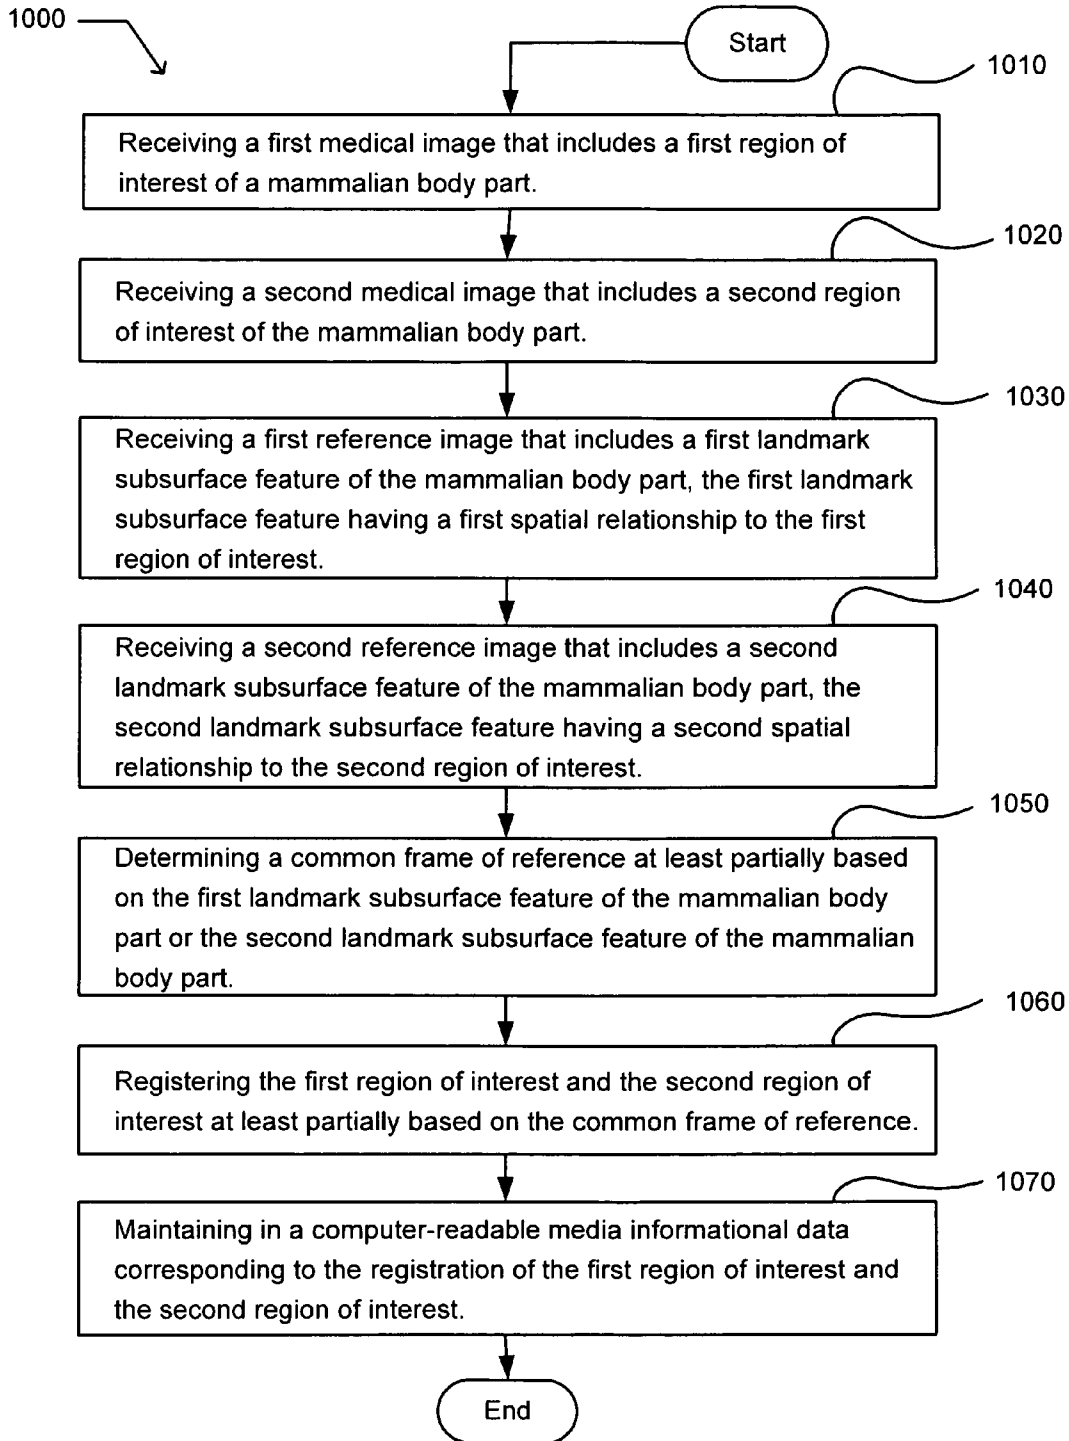 1000
Start
1010
Receiving a first medical image that includes a first region of
interest of a mammalian body part.
1020
Receiving a second medical image that includes a second region
of interest of the mammalian body part.
1030
Receiving a first reference image that includes a first landmark
subsurface feature of the mammalian body part, the first landmark
subsurface feature having a first spatial relationship to the first
region of interest.
1040
Receiving a second reference image that includes a second
landmark subsurface feature of the mammalian body part, the
second landmark subsurface feature having a second spatial
relationship to the second region of interest.
1050
Determining a common frame of reference at least partially based
on the first landmark subsurface feature of the mammalian body
part or the second landmark subsurface feature of the mammalian
body part.
1060
Registering the first region of interest and the second region of
interest at least partially based on the common frame of reference.
1070
Maintaining in a computer-readable media informational data
corresponding to the registration of the first region of interest and
the second region of interest.
End